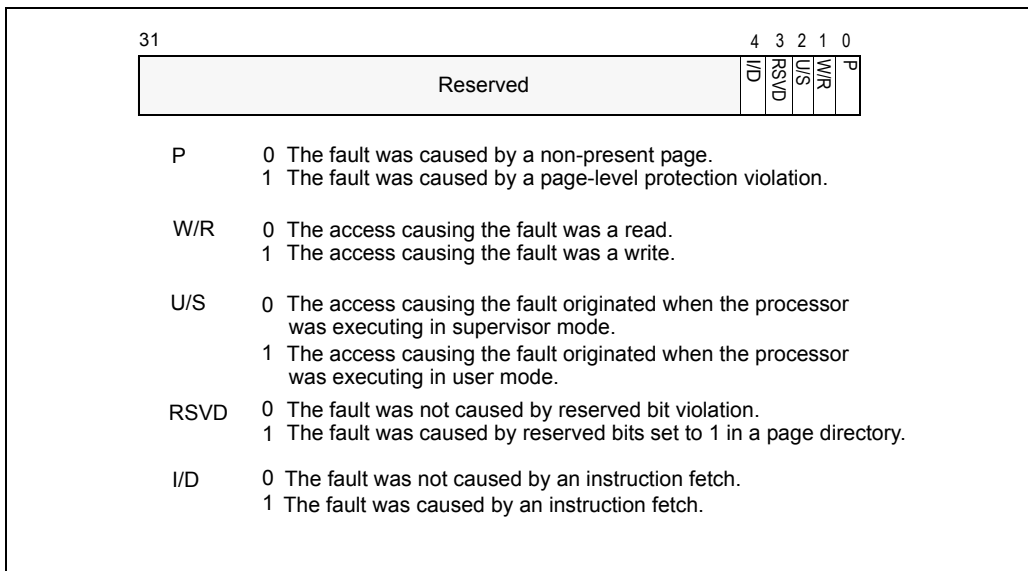 31 4 3 2 1 0
Reserved I/D RSVD U/S W/R P
P 0 The fault was caused by a non-present page.
1 The fault was caused by a page-level protection violation.
W/R 0 The access causing the fault was a read.
1 The access causing the fault was a write.
U/S 0 The access causing the fault originated when the processor
was executing in supervisor mode.
1 The access causing the fault originated when the processor
was executing in user mode.
RSVD 0 The fault was not caused by reserved bit violation.
1 The fault was caused by reserved bits set to 1 in a page directory.
I/D 0 The fault was not caused by an instruction fetch.
1 The fault was caused by an instruction fetch.